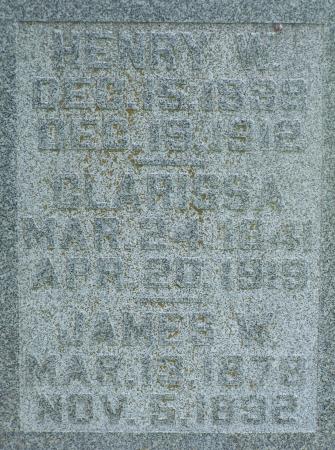 HENRY W.
DEC. 15. 1839
DEC. 19. 1912
CLARISSA
MAR. 24. 1841
APR. 20 1919
JAMES W.
MAR. 13. 1878
NOV. 5. 1892